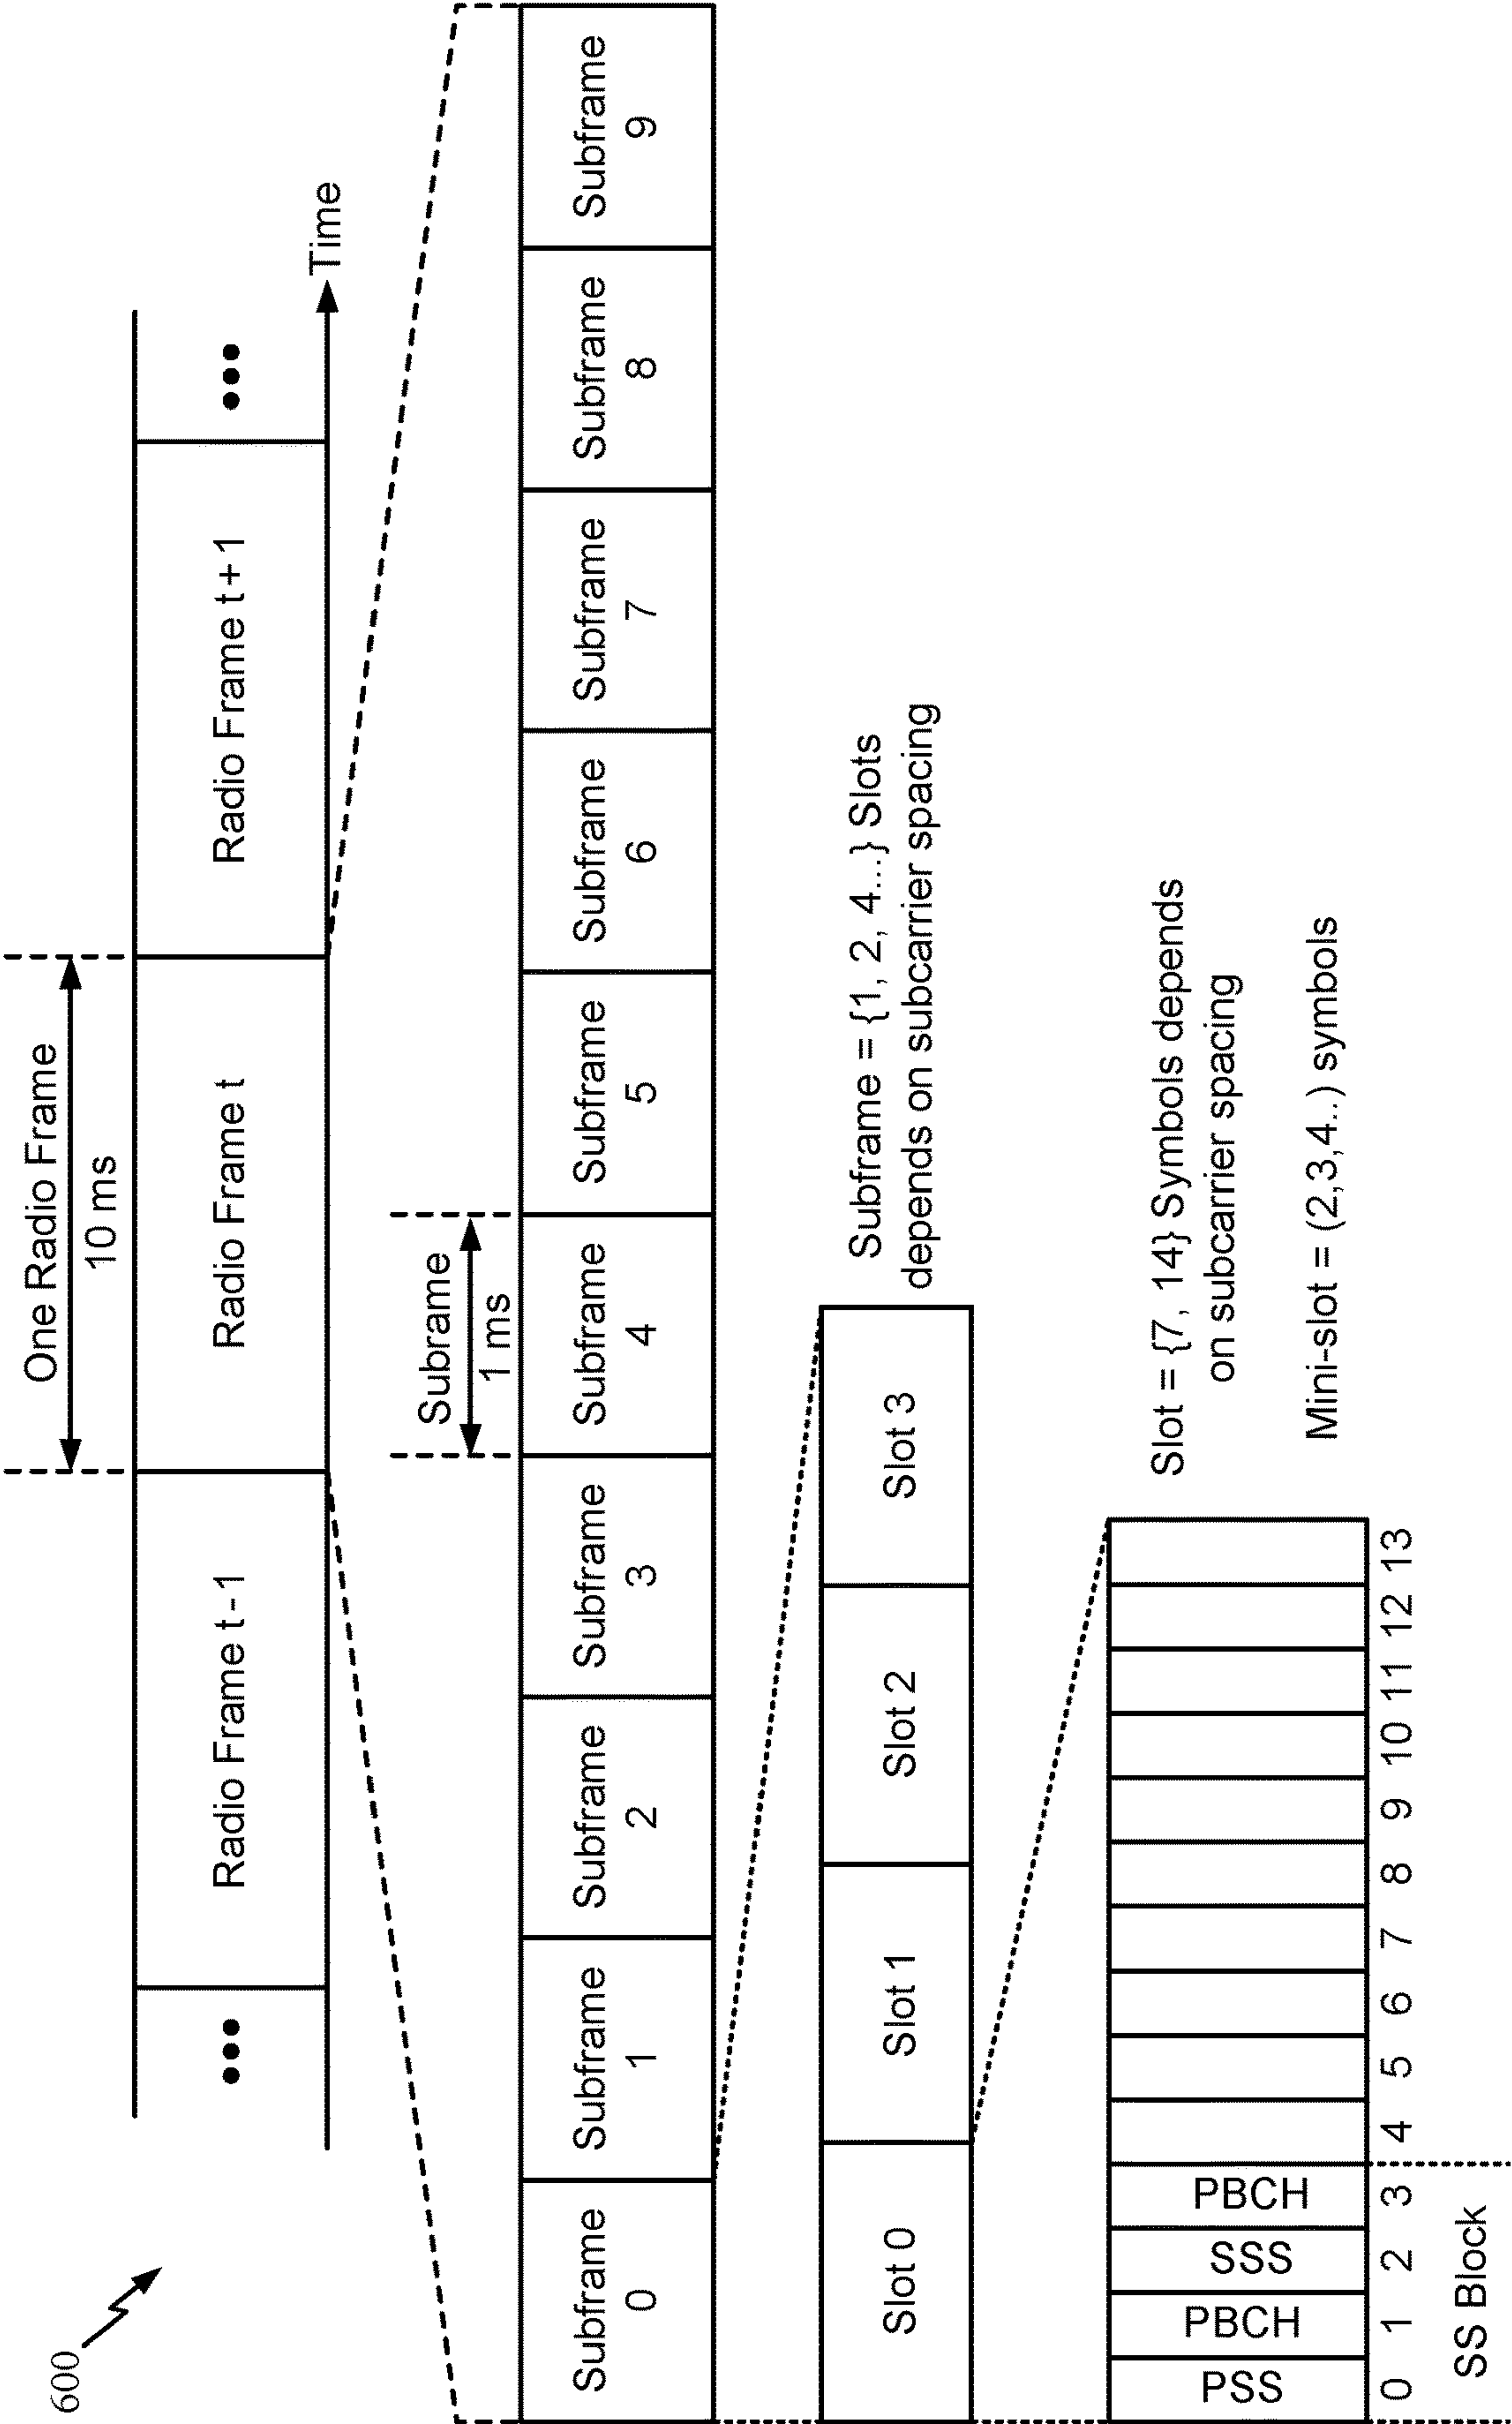 600
One Radio Frame
10 ms
••• Radio Frame t-1 Radio Frame t Radio Frame t+1 •••
Time
Subrame
1 ms
Subframe 0 Subframe 1 Subframe 2 Subframe 3 Subframe 4 Subframe 5 Subframe 6 Subframe 7 Subframe 8 Subframe 9
Slot 0 Slot 1 Slot 2 Slot 3
Subframe = {1, 2, 4...} Slots
depends on subcarrier spacing
Slot = {7, 14} Symbols depends
on subcarrier spacing
Mini-slot = (2,3,4..) symbols
PSS PBCH SSS PBCH
0 1 2 3 4 5 6 7 8 9 10 11 12 13
SS Block